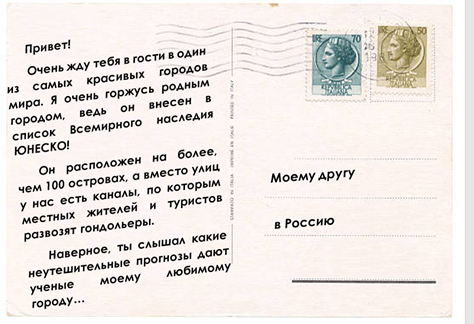 Привет!
Очень жду тебя в гости в один
из самых красивых городов
мира. Я очень горжусь родным
городом, ведь он внесен в
список Всемирного наследия
ЮНЕСКО!
Он расположен на более,
чем 100 островах, а вместо улиц
у нас есть каналы, по которым
местных жителей и туристов
развозят гондольеры.
Наверное, ты слышал какие
неутешительные прогнозы дают
ученые моему любимому
городу...
LIRE 70
50
Моему другу
в Россию